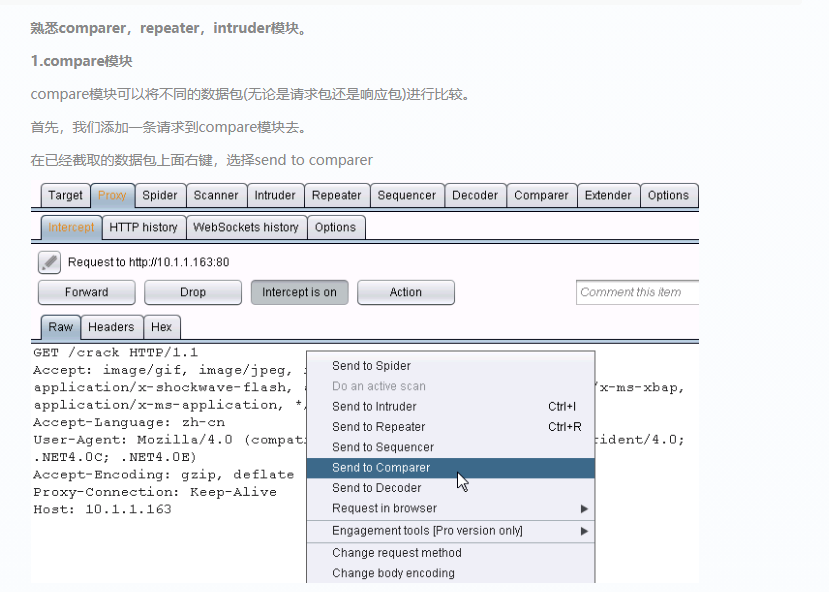 熟悉comparer，repeater，intruder模块。
1.compare模块
compare模块可以将不同的数据包(无论是请求包还是响应包)进行比较。
首先，我们添加一条请求到compare模块去。
在已经截取的数据包上面右键，选择send to comparer
Target Proxy Spider Scanner Intruder Repeater Sequencer Decoder Comparer Extender Options
Intercept HTTP history WebSockets history Options
Request to http://10.1.1.163:80
Forward Drop Intercept is on Action Comment this item
Raw Headers Hex
GET /crack HTTP/1.1
Accept: image/gif, image/jpeg,
application/x-shockwave-flash, /x-ms-xbap,
application/x-ms-application, *
Accept-Language: zh-cn
User-Agent: Mozilla/4.0 (compat rident/4.0;
.NET4.0C; .NET4.0E)
Accept-Encoding: gzip, deflate
Proxy-Connection: Keep-Alive
Host: 10.1.1.163
Send to Spider
Do an active scan
Send to Intruder Ctrl+I
Send to Repeater Ctrl+R
Send to Sequencer
Send to Comparer
Send to Decoder
Request in browser
Engagement tools [Pro version only]
Change request method
Change body encoding